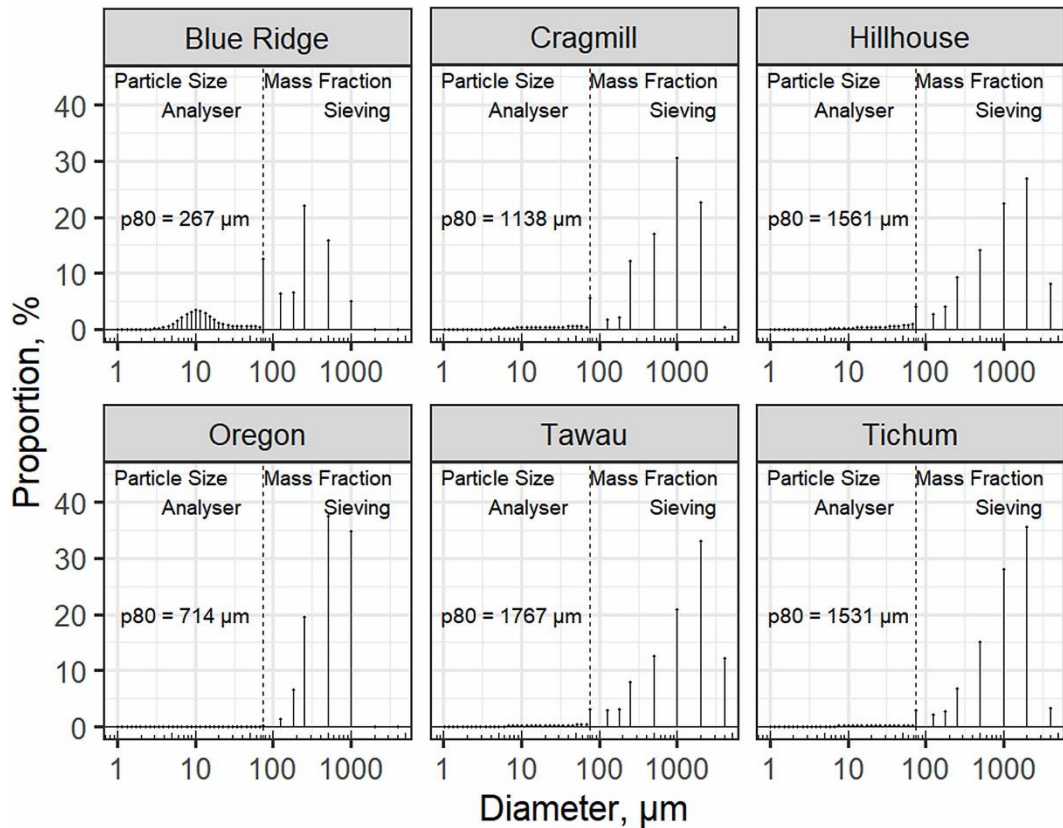 Blue Ridge
Cragmill
Hillhouse
Particle Size
Analyser
Mass Fraction
Sieving
p80 = 267 µm
Particle Size
Analyser
Mass Fraction
Sieving
p80 = 1138 µm
Particle Size
Analyser
Mass Fraction
Sieving
p80 = 1561 µm
40
30
20
10
0
1 10 100 1000
1 10 100 1000
1 10 100 1000
Oregon
Tawau
Tichum
Particle Size
Analyser
Mass Fraction
Sieving
p80 = 714 µm
Particle Size
Analyser
Mass Fraction
Sieving
p80 = 1767 µm
Particle Size
Analyser
Mass Fraction
Sieving
p80 = 1531 µm
40
30
20
10
0
1 10 100 1000
1 10 100 1000
1 10 100 1000
Proportion, %
Diameter, µm